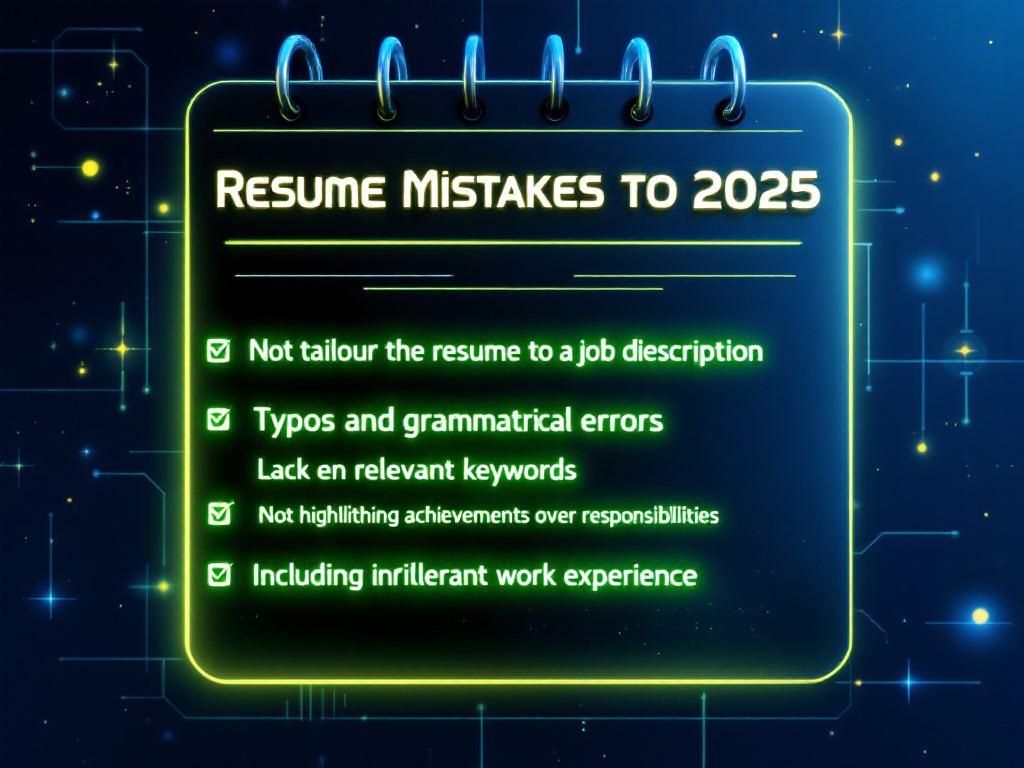 RESUME MISTAKES TO 2025
Not tailour the resume to a job diescription
Typos and grammatrical errors
Lack en relevant keywords
Not highllithing achievements over responsibllities
Including inrillerant work experience